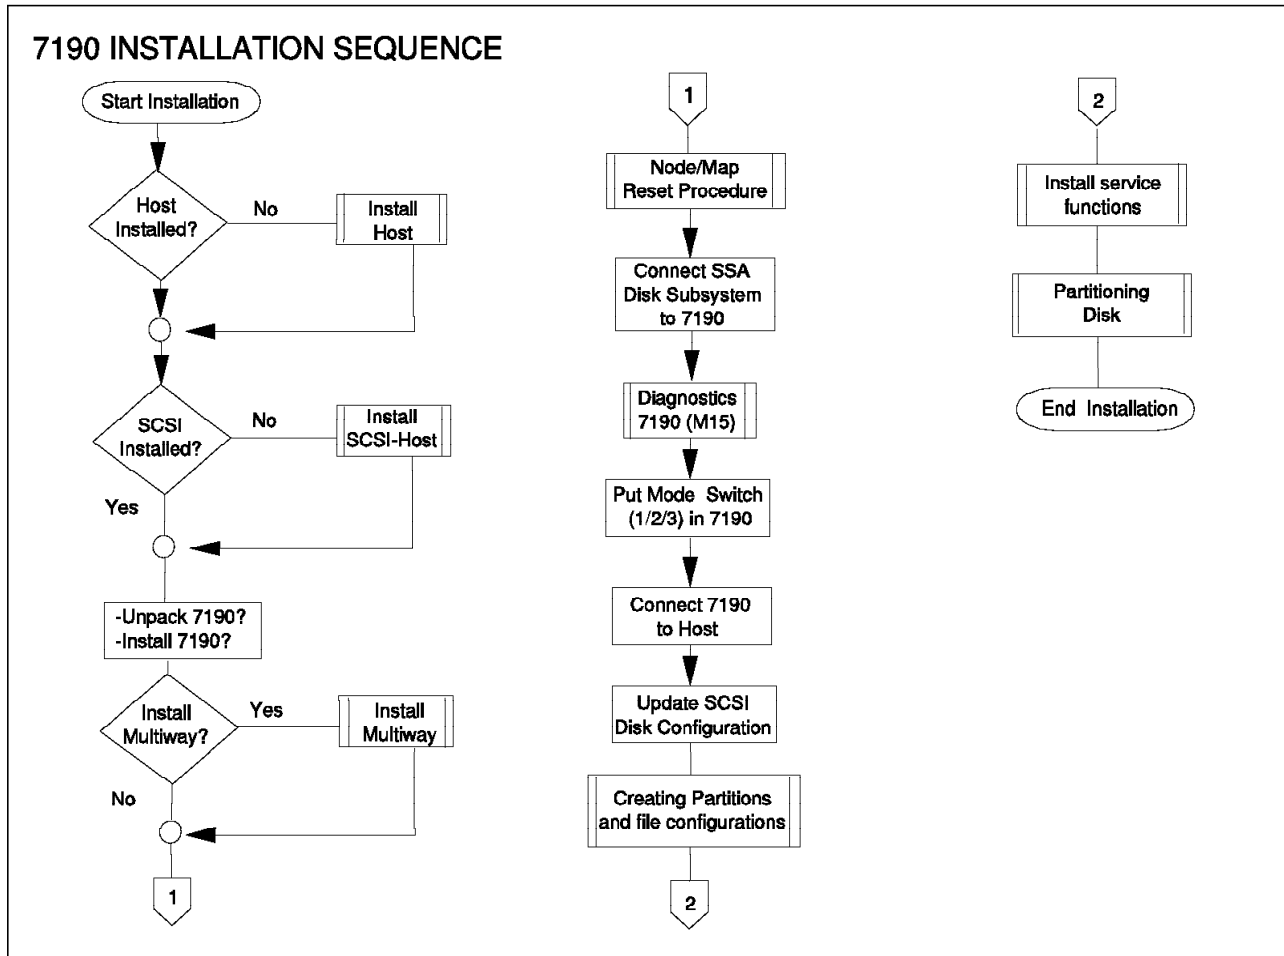 7190 INSTALLATION SEQUENCE
Start Installation
Host
Installed?
No
Install
Host
SCSI
Installed?
No
Install
SCSI-Host
Yes
-Unpack 7190?
-Install 7190?
Install
Multiway?
Yes
Install
Multiway
No
1
1
Node/Map
Reset Procedure
Connect SSA
Disk Subsystem
to 7190
Diagnostics
7190 (M15)
Put Mode Switch
(1/2/3) in 7190
Connect 7190
to Host
Update SCSI
Disk Configuration
Creating Partitions
and file configurations
2
2
Install service
functions
Partitioning
Disk
End Installation